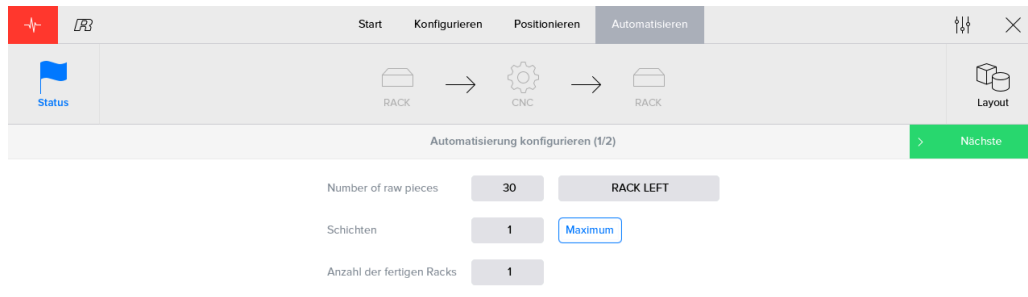 Start Konfigurieren Positionieren Automatisieren
Status RACK CNC RACK Layout
Automatisierung konfigurieren (1/2) Nächste
Number of raw pieces 30 RACK LEFT
Schichten 1 Maximum
Anzahl der fertigen Racks 1